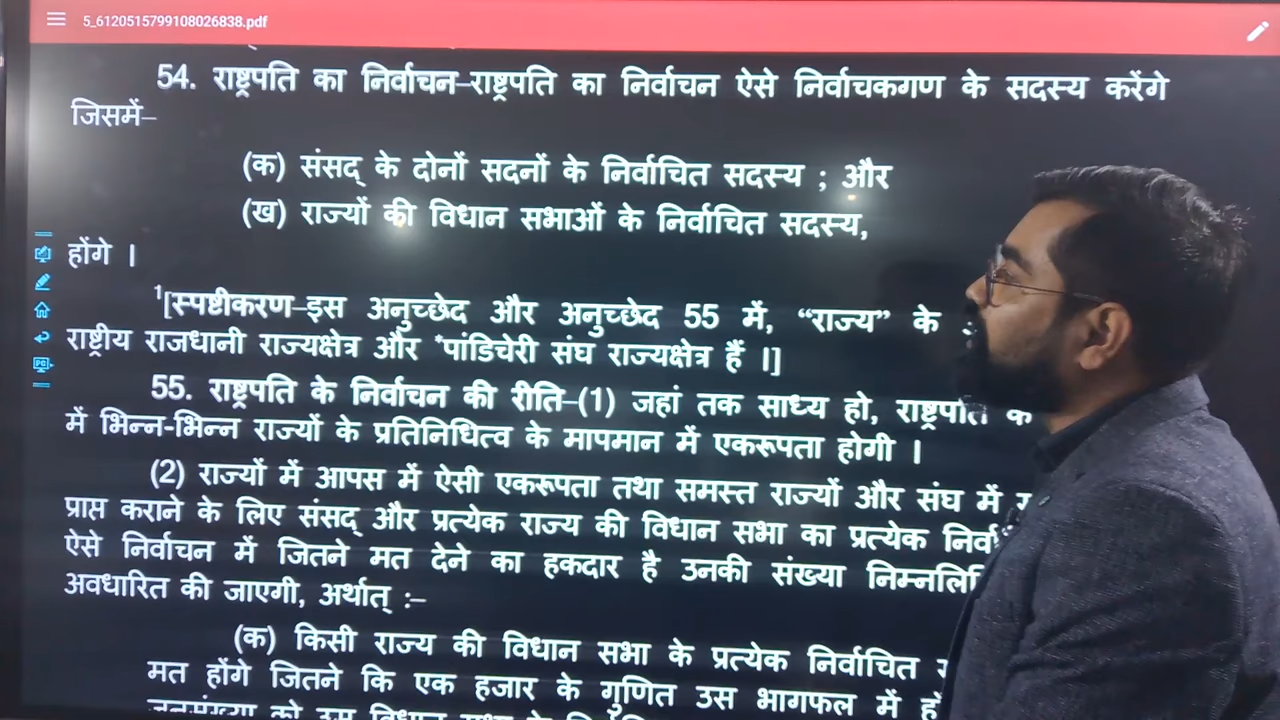 5_6120515799108026838.pdf
54. राष्ट्रपति का निर्वाचन–राष्ट्रपति का निर्वाचन ऐसे निर्वाचकगण के सदस्य करेंगे
जिसमें–
(क) संसद् के दोनों सदनों के निर्वाचित सदस्य ; और
(ख) राज्यों की विधान सभाओं के निर्वाचित सदस्य,
होंगे ।
1[स्पष्टीकरण–इस अनुच्छेद और अनुच्छेद 55 में, “राज्य” के
राष्ट्रीय राजधानी राज्यक्षेत्र और *पांडिचेरी संघ राज्यक्षेत्र हैं ।]
55. राष्ट्रपति के निर्वाचन की रीति–(1) जहां तक साध्य हो, राष्ट्रपति
में भिन्न-भिन्न राज्यों के प्रतिनिधित्व के मापमान में एकरूपता होगी ।
(2) राज्यों में आपस में ऐसी एकरूपता तथा समस्त राज्यों और संघ में
प्राप्त कराने के लिए संसद् और प्रत्येक राज्य की विधान सभा का प्रत्येक
ऐसे निर्वाचन में जितने मत देने का हकदार है उनकी संख्या
अवधारित की जाएगी, अर्थात् :–
(क) किसी राज्य की विधान सभा के प्रत्येक निर्वाचित
मत होंगे जितने कि एक हजार के गुणित उस भागफल में
PC